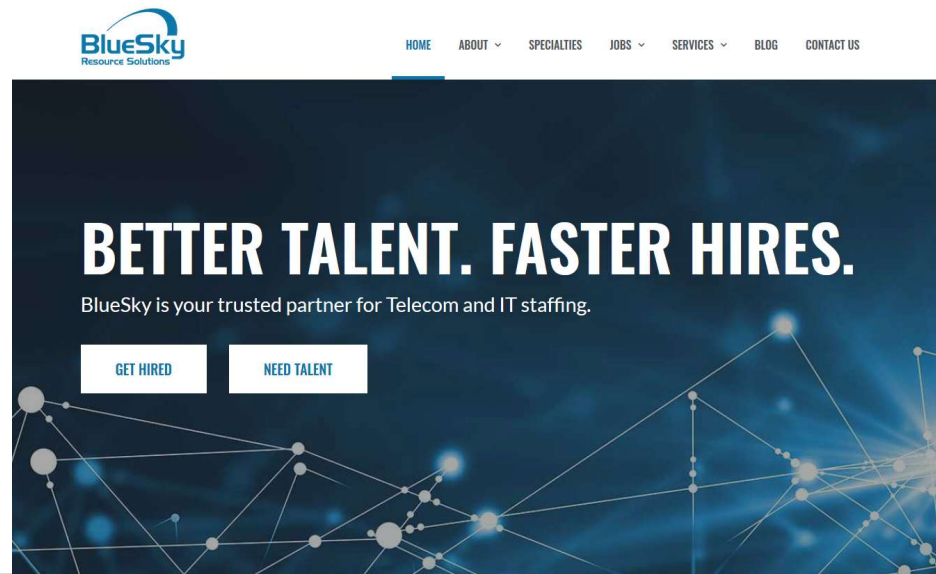 BlueSky
Resource Solutions
HOME ABOUT SPECIALTIES JOBS SERVICES BLOG CONTACT US
BETTER TALENT. FASTER HIRES.
BlueSky is your trusted partner for Telecom and IT staffing.
GET HIRED NEED TALENT